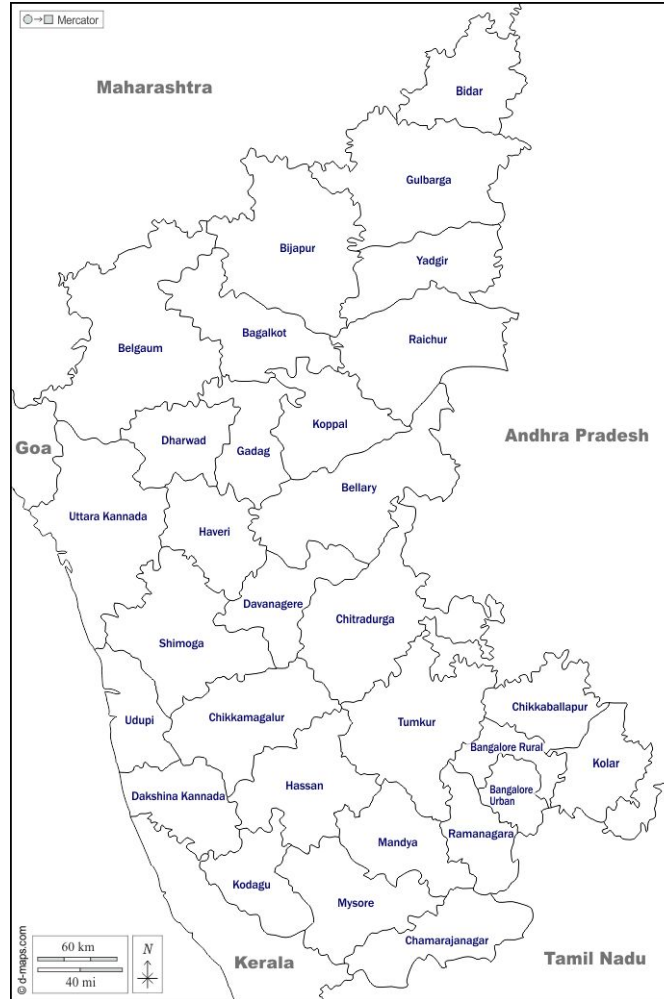 Mercator
Maharashtra
Bidar
Gulbarga
Bijapur
Yadgir
Bagalkot
Raichur
Belgaum
Koppal
Dharwad
Goa
Gadag
Andhra Pradesh
Bellary
Uttara Kannada
Haveri
Davanagere
Chitradurga
Shimoga
Chikkaballapur
Udupi
Chikkamagalur
Tumkur
Bangalore Rural
Kolar
Hassan
Dakshina Kannada
Bangalore
Urban
Ramanagara
Mandya
Kodagu
Mysore
Chamarajanagar
60 km
N
Kerala
Tamil Nadu
40 mi
© d-maps.com